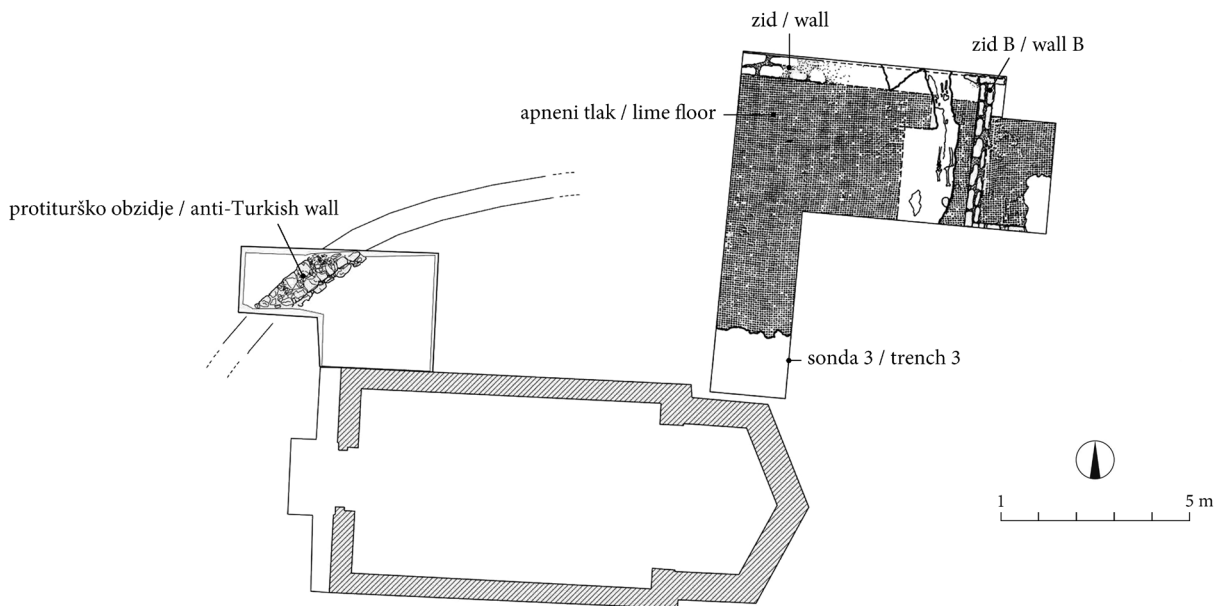 zid / wall
zid B / wall B
apneni tlak / lime floor
protiturško obzidje / anti-Turkish wall
sonda 3 / trench 3
1 5 m